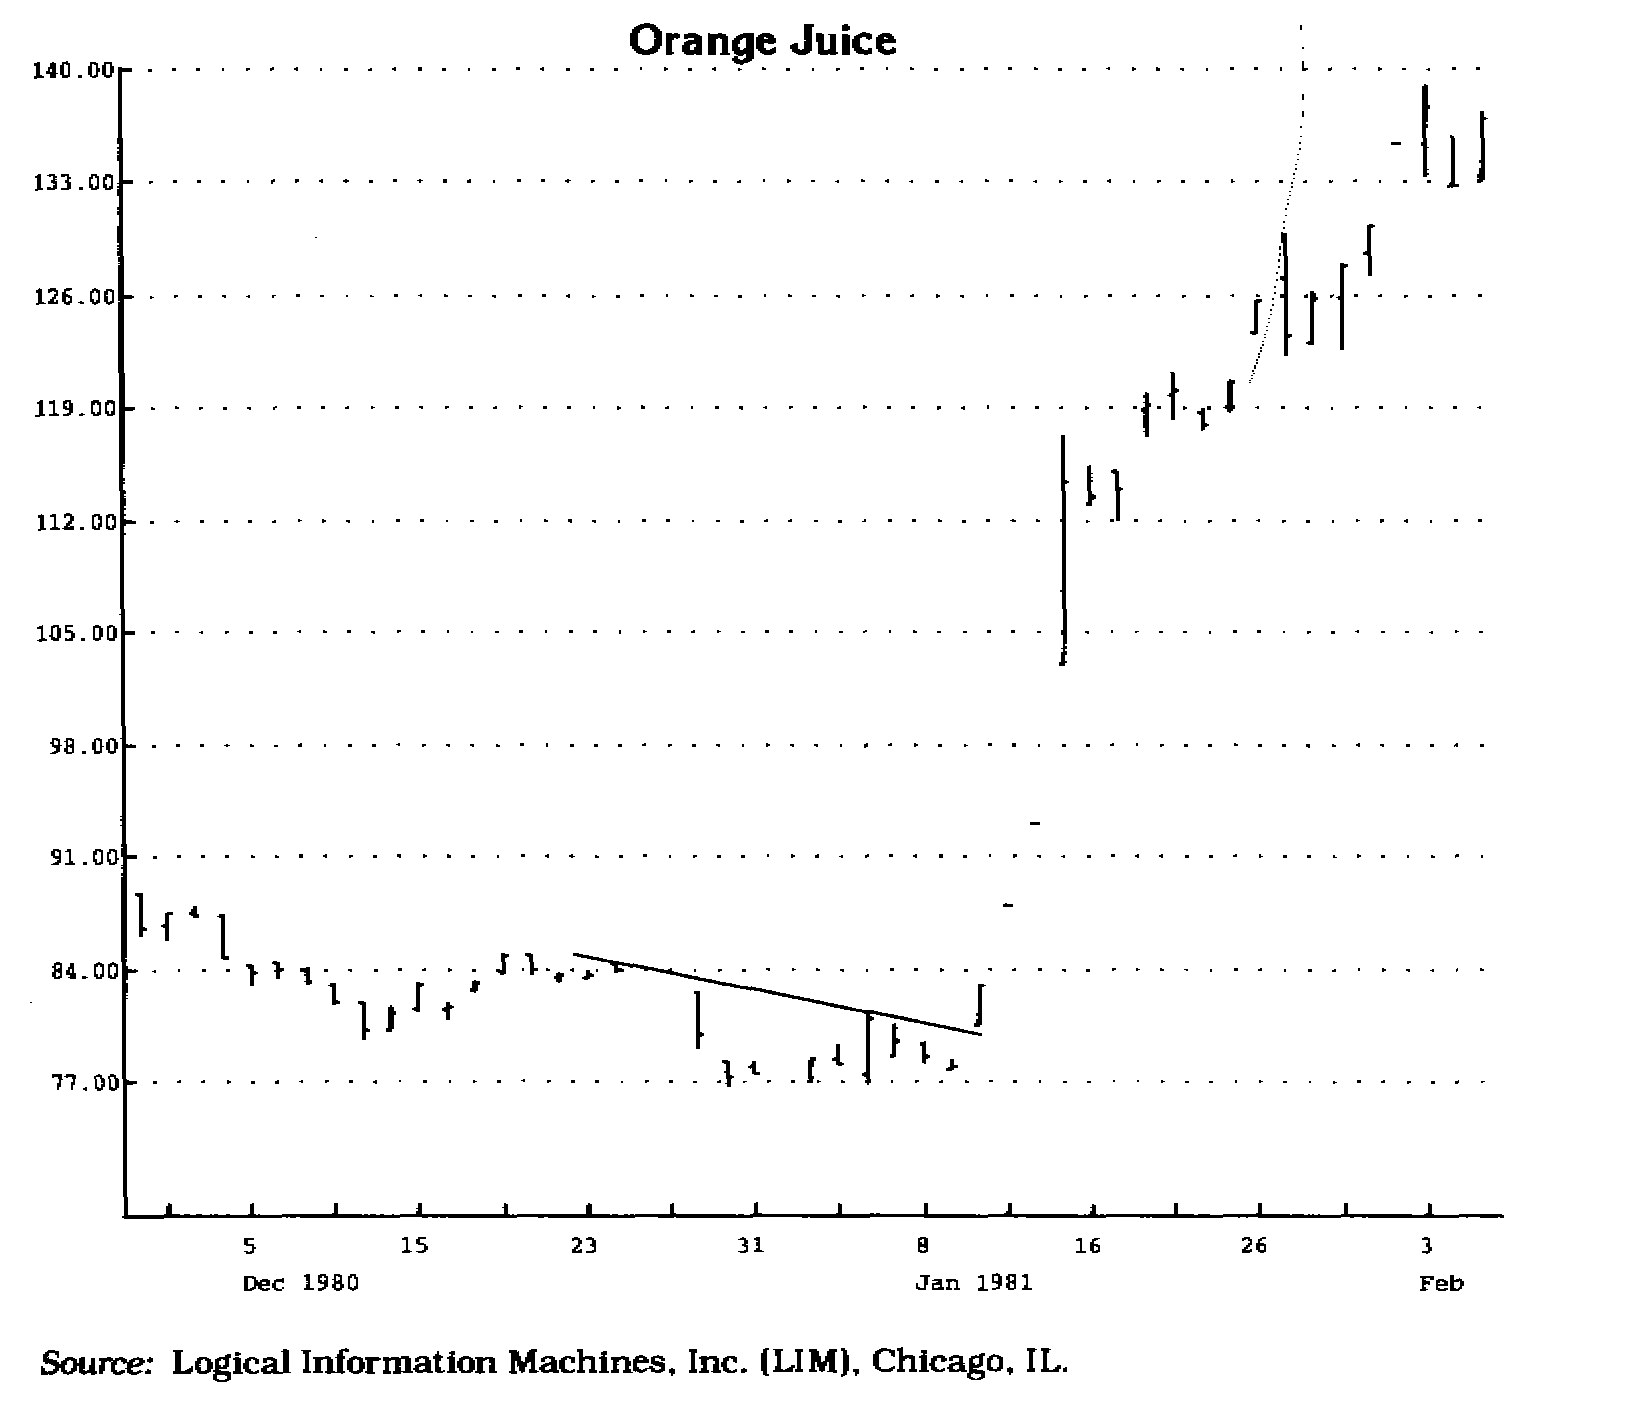 Orange Juice
140.00
133.00
126.00
119.00
112.00
105.00
98.00
91.00
84.00
77.00
5 15 23 31 8 16 26 3
Dec 1980 Jan 1981 Feb
Source: Logical Information Machines, Inc. (LIM), Chicago, IL.